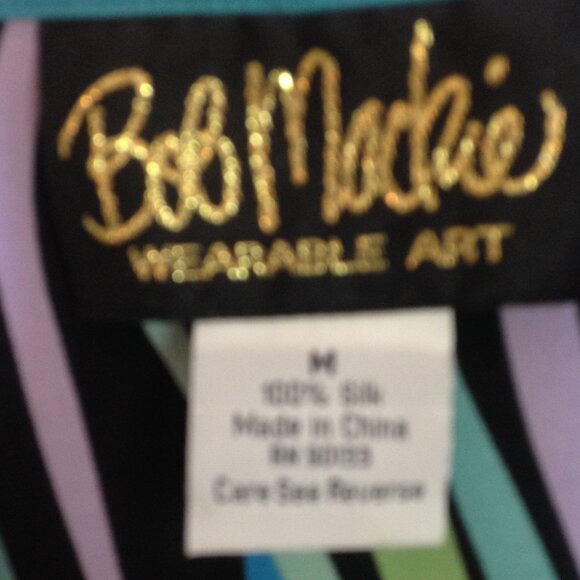 Bob Mackie
WEARABLE ART
M
100% Silk
Made in China
RN
Care See Reverse